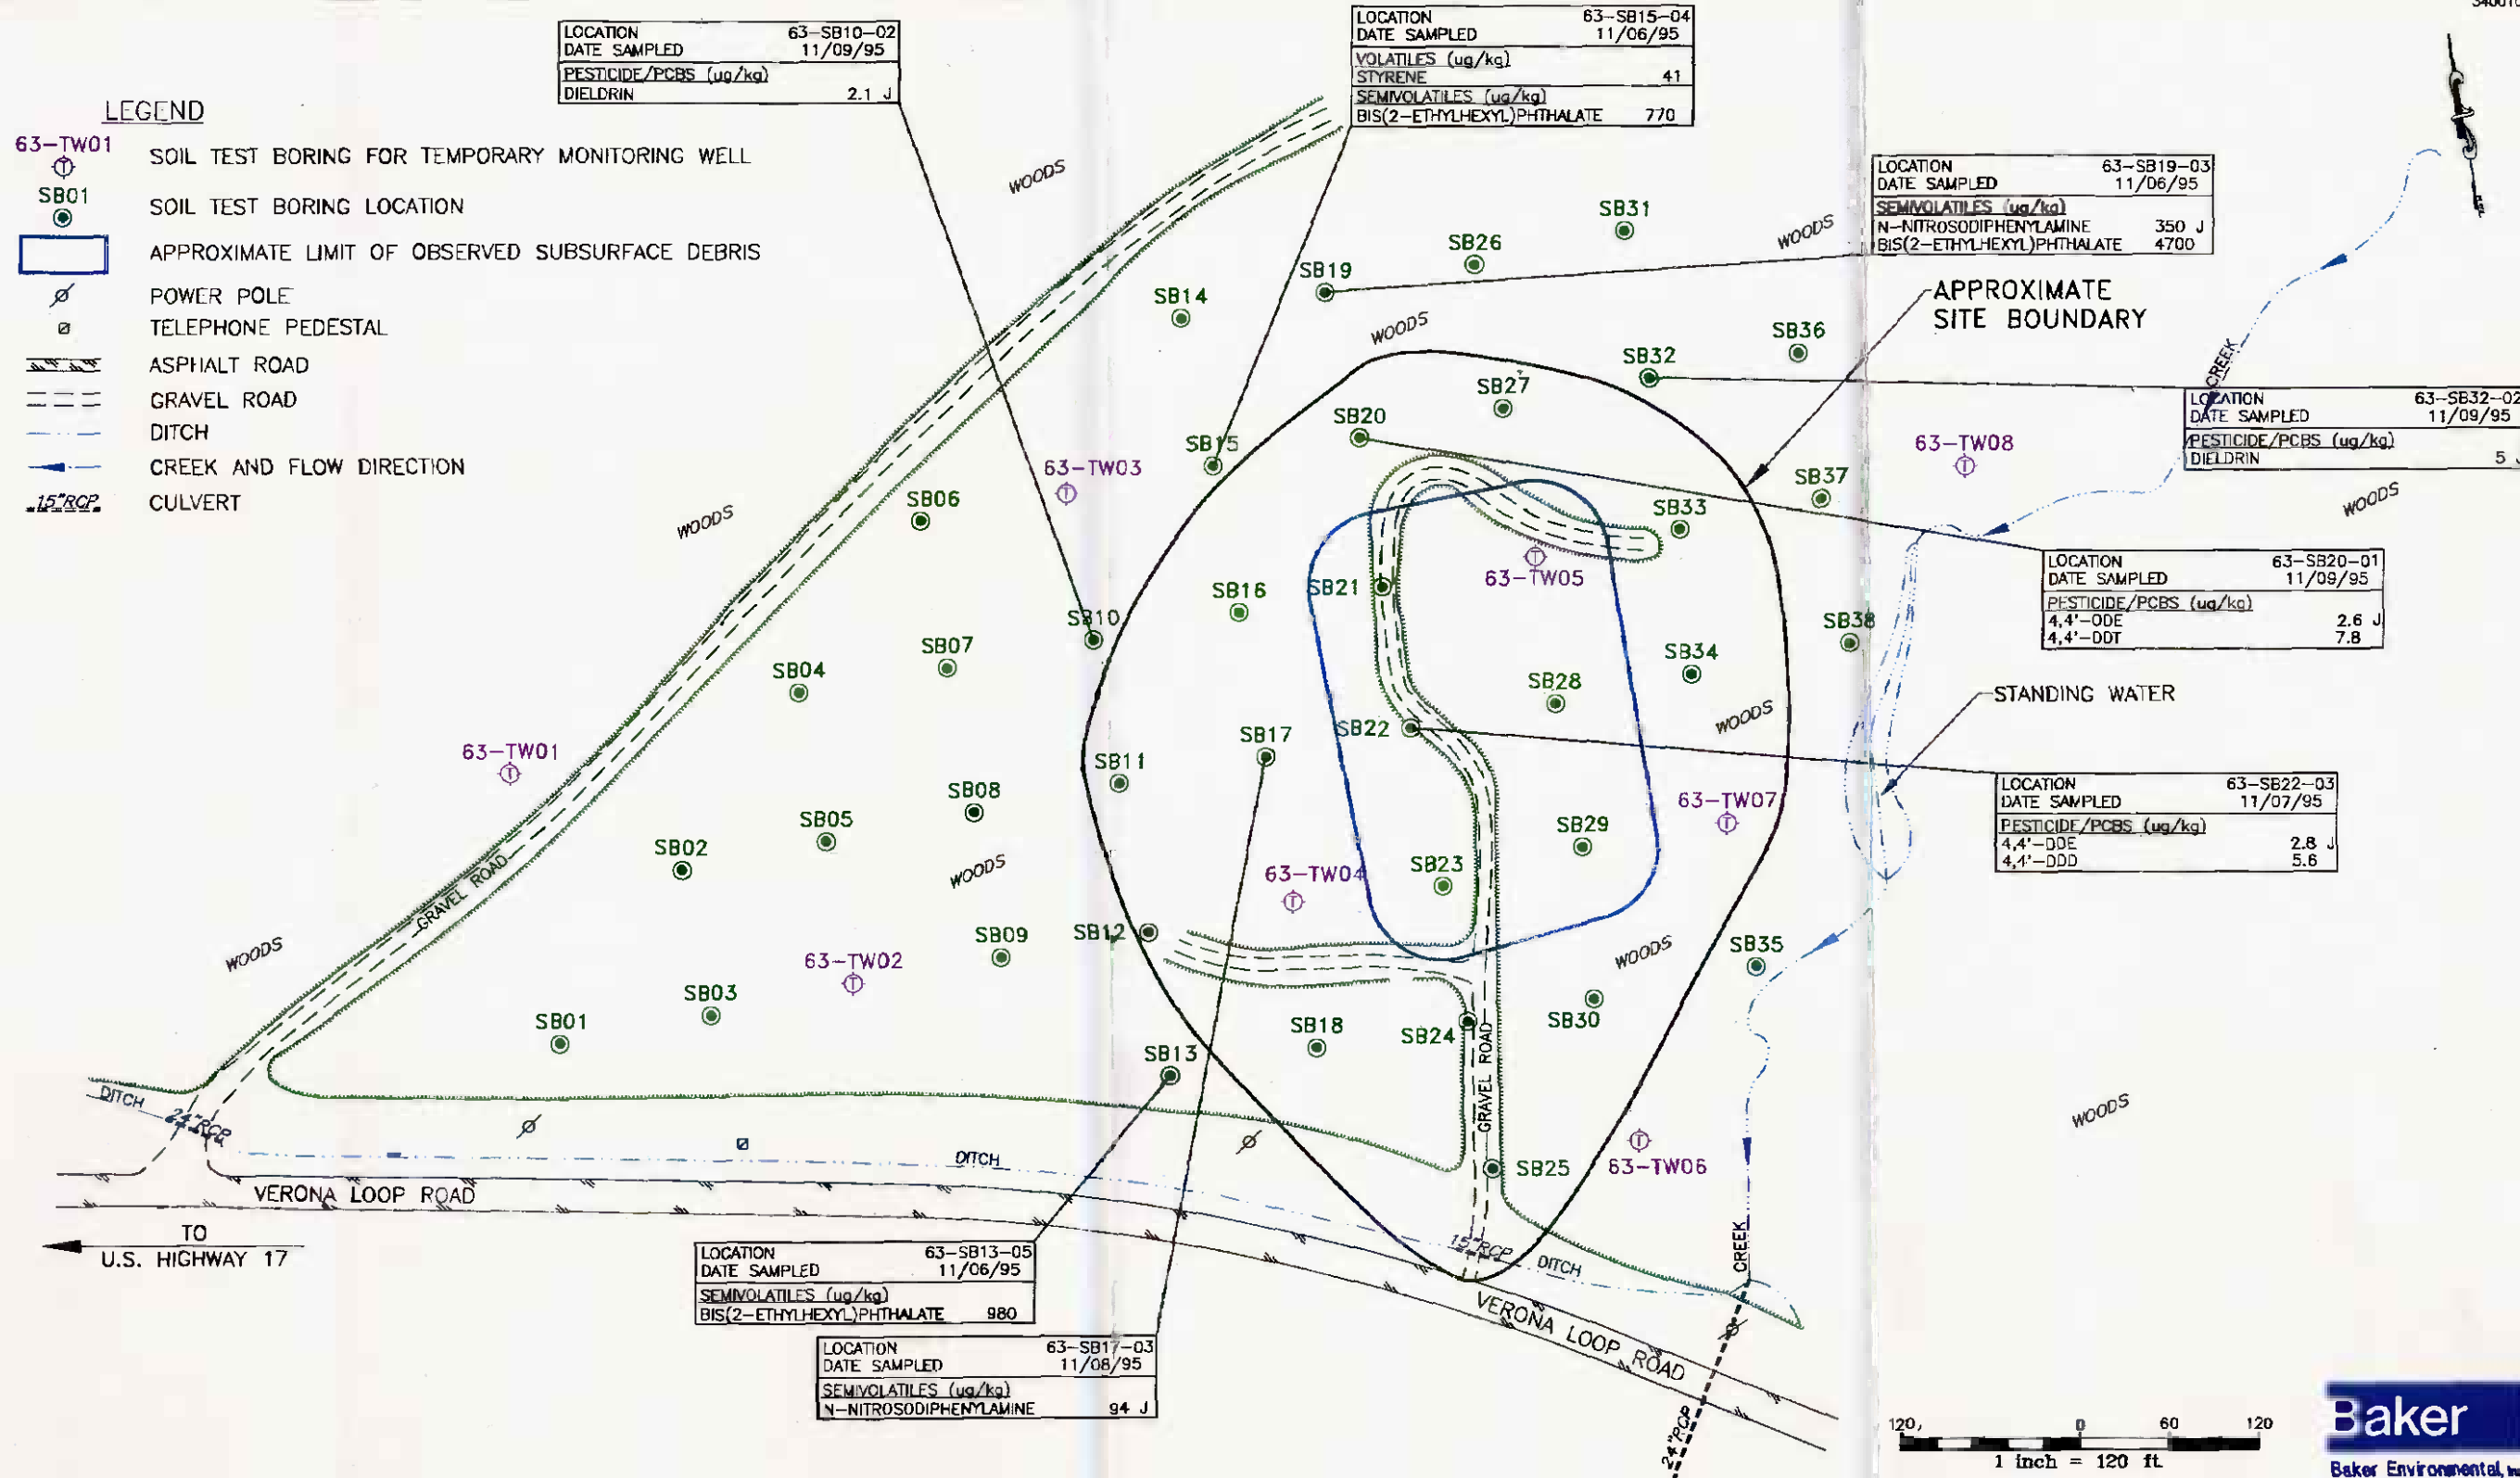 LEGEND
63-TW01
SOIL TEST BORING FOR TEMPORARY MONITORING WELL
SB01
SOIL TEST BORING LOCATION
APPROXIMATE LIMIT OF OBSERVED SUBSURFACE DEBRIS
POWER POLE
TELEPHONE PEDESTAL
ASPHALT ROAD
GRAVEL ROAD
DITCH
CREEK AND FLOW DIRECTION
15"RCP CULVERT
LOCATION 63-SB10-02
DATE SAMPLED 11/09/95
PESTICIDE/PCBS (ug/kg)
DIELDRIN 2.1 J
LOCATION 63-SB15-04
DATE SAMPLED 11/06/95
VOLATILES (ug/kg)
STYRENE 41
SEMIVOLATILES (ug/kg)
BIS(2-ETHYLHEXYL)PHTHALATE 770
LOCATION 63-SB19-03
DATE SAMPLED 11/06/95
SEMIVOLATILES (ug/kg)
N-NITROSODIPHENYLAMINE 350 J
BIS(2-ETHYLHEXYL)PHTHALATE 4700
APPROXIMATE
SITE BOUNDARY
LOCATION 63-SB32-02
DATE SAMPLED 11/09/95
PESTICIDE/PCBS (ug/kg)
DIELDRIN 5 J
LOCATION 63-SB20-01
DATE SAMPLED 11/09/95
PESTICIDE/PCBS (ug/kg)
4,4'-DDE 2.6 J
4,4'-DDT 7.8
STANDING WATER
LOCATION 63-SB22-03
DATE SAMPLED 11/07/95
PESTICIDE/PCBS (ug/kg)
4,4'-DDE 2.8 J
4,4'-DDD 5.6
LOCATION 63-SB13-05
DATE SAMPLED 11/06/95
SEMIVOLATILES (ug/kg)
BIS(2-ETHYLHEXYL)PHTHALATE 980
LOCATION 63-SB17-03
DATE SAMPLED 11/08/95
SEMIVOLATILES (ug/kg)
N-NITROSODIPHENYLAMINE 94 J
WOODS
SB31
SB26
WOODS
SB19
SB14
WOODS
SB36
SB32
CREEK
SB27
SB20
SB15
63-TW03
63-TW08
SB37
SB06
WOODS
SB33
WOODS
63-TW05
SB21
SB16
SB10
SB38
SB07
SB04
SB34
SB28
WOODS
SB22
SB17
63-TW01
SB11
SB08
63-TW07
SB05
SB29
SB02
WOODS
SB23
63-TW04
GRAVEL ROAD
SB12
SB09
WOODS
63-TW02
WOODS
SB35
SB03
SB01
SB18
SB24
SB30
GRAVEL ROAD
SB13
DITCH
24"RCP
WOODS
DITCH
SB25
63-TW06
VERONA LOOP ROAD
TO
U.S. HIGHWAY 17
15"RCP
DITCH
CREEK
VERONA LOOP ROAD
24"RCP
120 0 60 120
1 inch = 120 ft.
Baker
Baker Environmental